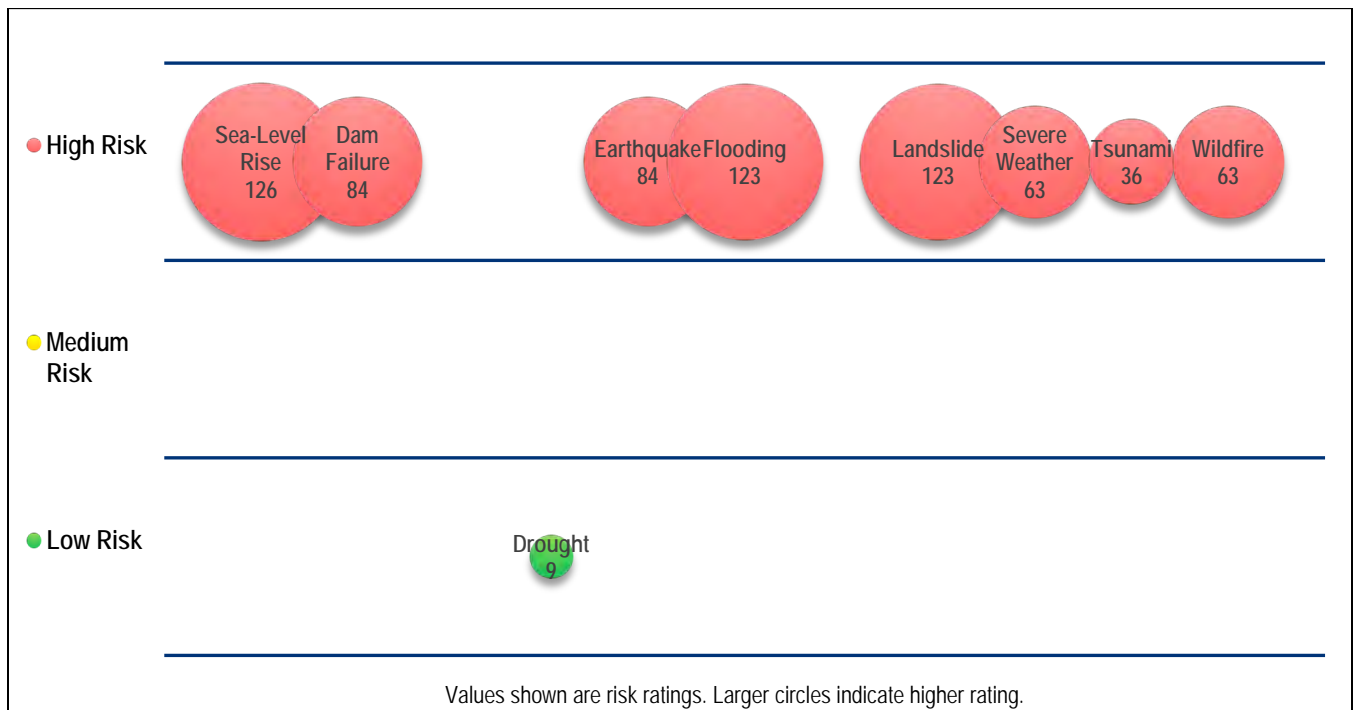 High Risk
Sea-Level
Rise
126
Dam
Failure
84
Earthquake
84
Flooding
123
Landslide
123
Severe
Weather
63
Tsunami
36
Wildfire
63
Medium
Risk
Low Risk
Drought
9
Values shown are risk ratings. Larger circles indicate higher rating.